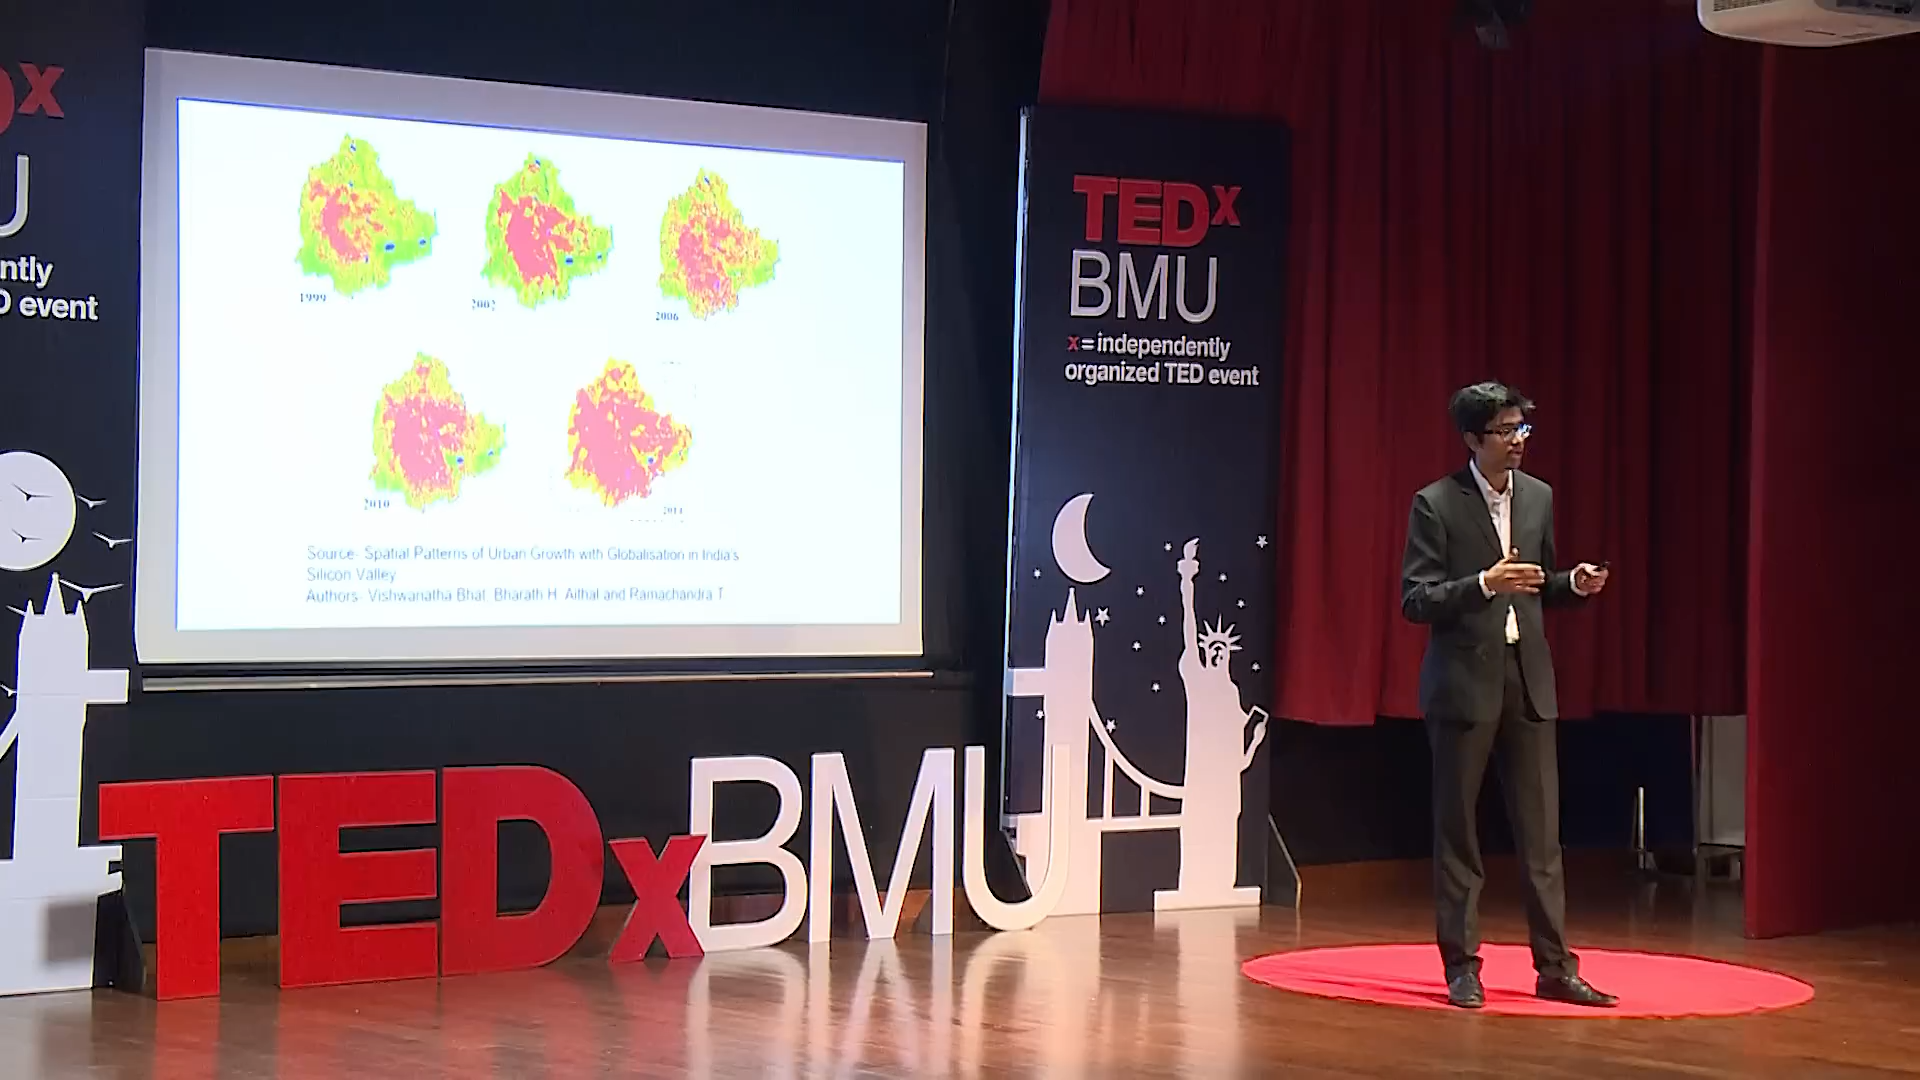 x
U
ntly
D event
1999
2002
2006
2010
Source- Spatial Patterns of Urban Growth with Globalisation in India's
Silicon Valley
Authors- Vishwanatha Bhat, Bharath H. Aithal and Ramachandra T
TEDx
BMU
x = independently
organized TED event
TEDxBMU